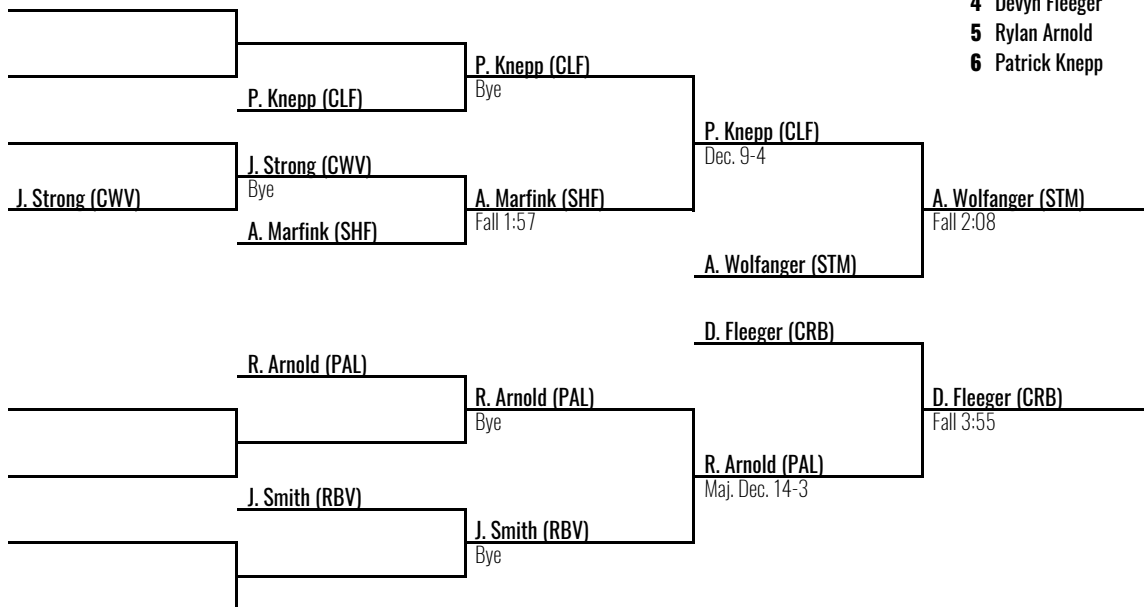 4 Devyn Fleeger
5 Rylan Arnold
6 Patrick Knepp
P. Knepp (CLF)
Bye
P. Knepp (CLF)
P. Knepp (CLF)
Dec. 9-4
J. Strong (CWV)
Bye
J. Strong (CWV)
A. Marfink (SHF)
Fall 1:57
A. Wolfanger (STM)
Fall 2:08
A. Marfink (SHF)
A. Wolfanger (STM)
D. Fleeger (CRB)
R. Arnold (PAL)
R. Arnold (PAL)
Bye
D. Fleeger (CRB)
Fall 3:55
R. Arnold (PAL)
Maj. Dec. 14-3
J. Smith (RBV)
J. Smith (RBV)
Bye